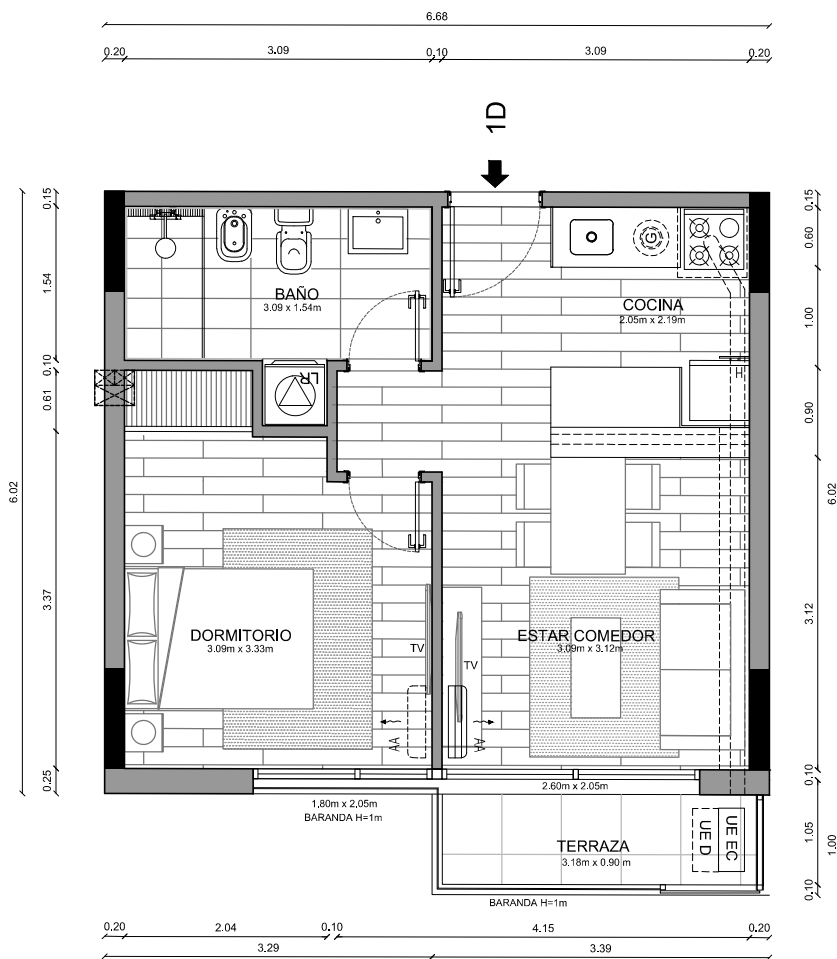 6.68
0.20 3.09 0.10 3.09 0.20
1D
0.15 0.15
0.60
1.54
BAÑO
3.09 x 1.54m
COCINA
2.05m x 2.19m
1.00
0.10
LR
H
G
0.61
0.90
6.02 6.02
3.37
DORMITORIO
3.09m x 3.33m
ESTAR COMEDOR
3.09m x 3.12m
3.12
TV TV
AA AA
0.25 0.10
1,80m x 2,05m
BARANDA H=1m
2.60m x 2.05m
TERRAZA
3.18m x 0.90 m
UE D
UE EC
1.05
1.00
0.10
BARANDA H=1m
0.20 2.04 0.10 4.15 0.20
3.29 3.39